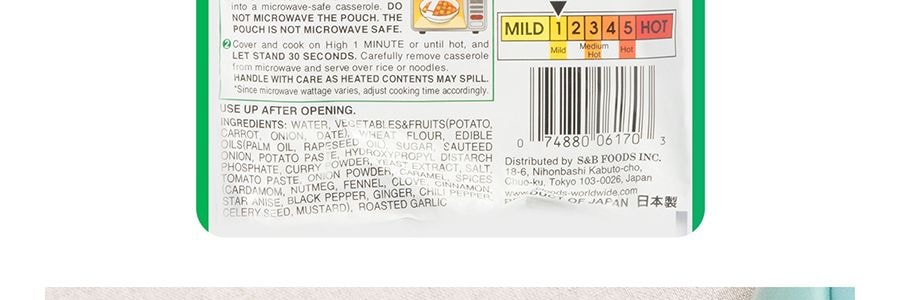 into a microwave-safe casserole. DO
NOT MICROWAVE THE POUCH. THE
POUCH IS NOT MICROWAVE SAFE.
❷Cover and cook on High 1 MINUTE or until hot, and
LET STAND 30 SECONDS. Carefully remove casserole
from microwave and serve over rice or noodles.
HANDLE WITH CARE AS HEATED CONTENTS MAY SPILL.
*Since microwave wattage varies, adjust cooking time accordingly.
USE UP AFTER OPENING.
INGREDIENTS: WATER, VEGETABLES&FRUITS(POTATO,
CARROT, ONION, DATE), WHEAT FLOUR, EDIBLE
OILS(PALM OIL, RAPESEED OIL), SUGAR, SAUTEED
ONION, POTATO PASTE, HYDROXYPROPYL DISTARCH
PHOSPHATE, CURRY POWDER, YEAST EXTRACT, SALT,
TOMATO PASTE, ONION POWDER, CARAMEL, SPICES
(CARDAMOM, NUTMEG, FENNEL, CLOVE, CINNAMON,
STAR ANISE, BLACK PEPPER, GINGER, CHILI PEPPER,
CELERY SEED, MUSTARD), ROASTED GARLIC
MILD 1 2 3 4 5 HOT
Mild Medium Hot Hot
0 74880 06170 3
Distributed by S&B FOODS INC.
18-6, Nihonbashi Kabuto-cho,
Chuo-ku, Tokyo 103-0026, Japan
PRODUCT OF JAPAN 日本製